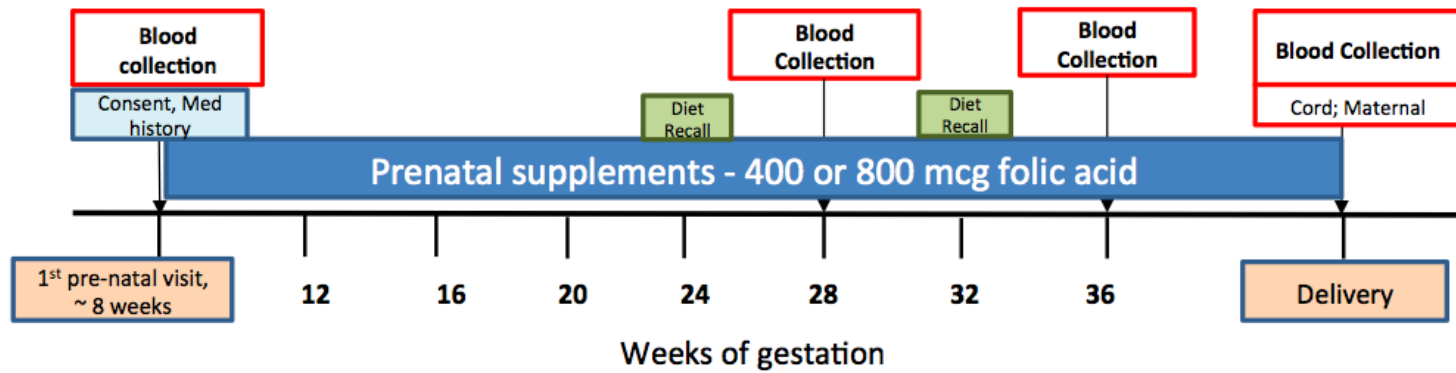 Blood
collection
Consent, Med
history
Diet
Recall
Blood
Collection
Diet
Recall
Blood
Collection
Blood Collection
Cord; Maternal
Prenatal supplements - 400 or 800 mcg folic acid
1st pre-natal visit,
~ 8 weeks
12
16
20
24
28
32
36
Delivery
Weeks of gestation